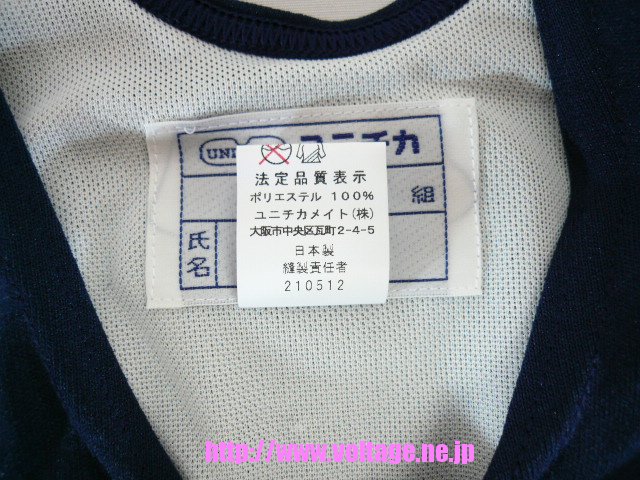 UNI
ユニチカ
組
氏名
法定品質表示
ポリエステル 100%
ユニチカメイト(株)
大阪市中央区瓦町2-4-5
日本製
縫製責任者
210512
http://www.voltage.ne.jp